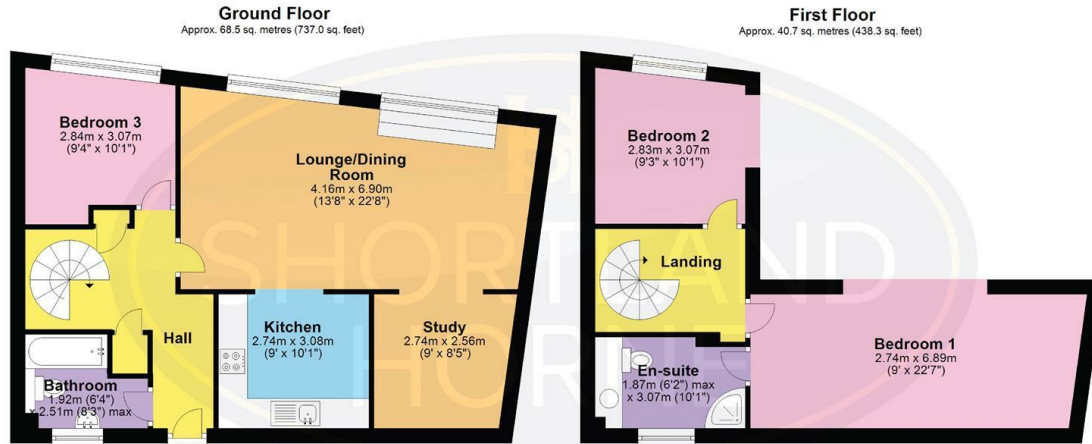 Ground Floor
Approx. 68.5 sq. metres (737.0 sq. feet)
First Floor
Approx. 40.7 sq. metres (438.3 sq. feet)
Bedroom 3
2.84m x 3.07m
(9'4" x 10'1")
Lounge/Dining
Room
4.16m x 6.90m
(13'8" x 22'8")
Hall
Kitchen
2.74m x 3.08m
(9' x 10'1")
Study
2.74m x 2.56m
(9' x 8'5")
Bathroom
1.92m (6'4")
x 2.51m (8'3") max
Bedroom 2
2.83m x 3.07m
(9'3" x 10'1")
Landing
Bedroom 1
2.74m x 6.89m
(9' x 22'7")
En-suite
1.87m (6'2") max
x 3.07m (10'1")
SHORTLAND
HORNE